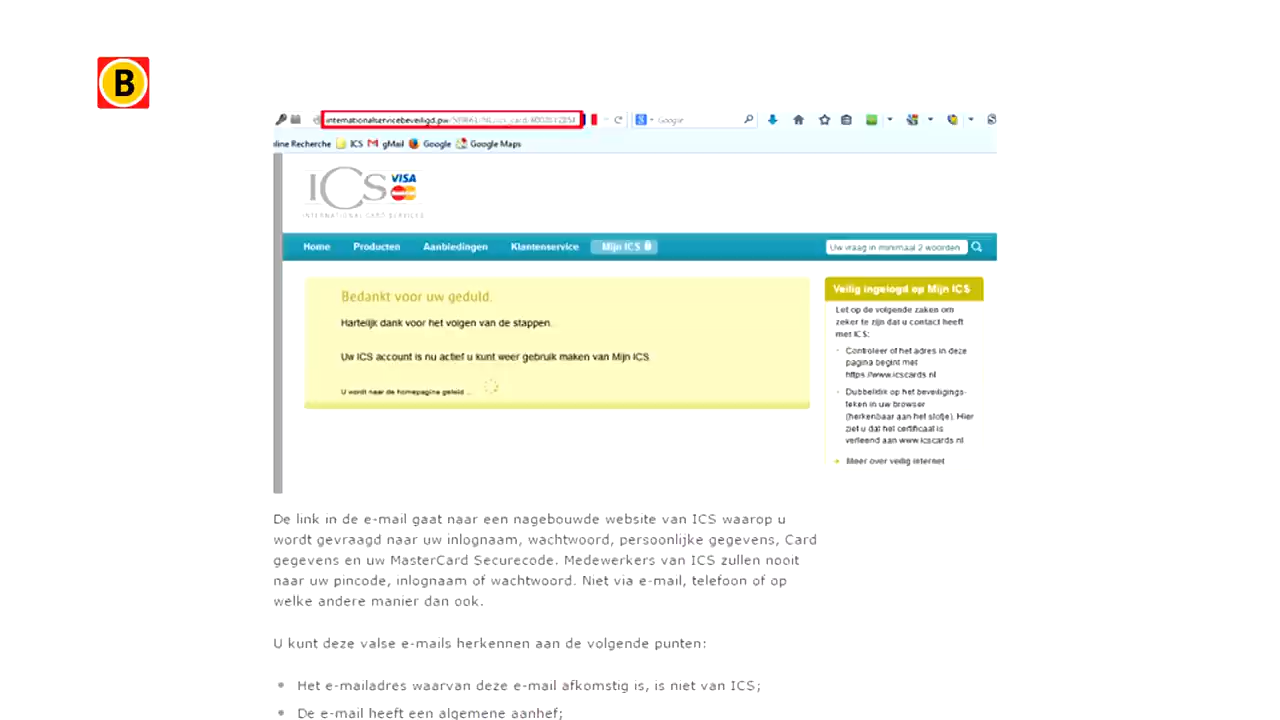 B
internationalservicebeveiligd.pw/
Google
line Recherche ICS gMail Google Google Maps
ICS VISA
INTERNATIONAL CARD SERVICES
Home Producten Aanbiedingen Klantenservice Mijn ICS Uw vraag in minimaal 2 woorden
Bedankt voor uw geduld.
Hartelijk dank voor het volgen van de stappen.
Uw ICS account is nu actief u kunt weer gebruik maken van Mijn ICS
U wordt naar de homepagina geleid ...
Veilig ingelogd op Mijn ICS
Let op de volgende zaken om
zeker te zijn dat u contact heeft
met ICS:
Controleer of het adres in deze
pagina begint met
https://www.icscards.nl
Dubbelklik op het beveiligings-
teken in uw browser
(herkenbaar aan het slotje). Hier
ziet u dat het certificaat is
verleend aan www.icscards.nl
Meer over veilig internet
De link in de e-mail gaat naar een nagebouwde website van ICS waarop u
wordt gevraagd naar uw inlognaam, wachtwoord, persoonlijke gegevens, Card
gegevens en uw MasterCard Securecode. Medewerkers van ICS zullen nooit
naar uw pincode, inlognaam of wachtwoord. Niet via e-mail, telefoon of op
welke andere manier dan ook.
U kunt deze valse e-mails herkennen aan de volgende punten:
Het e-mailadres waarvan deze e-mail afkomstig is, is niet van ICS;
De e-mail heeft een algemene aanhef;